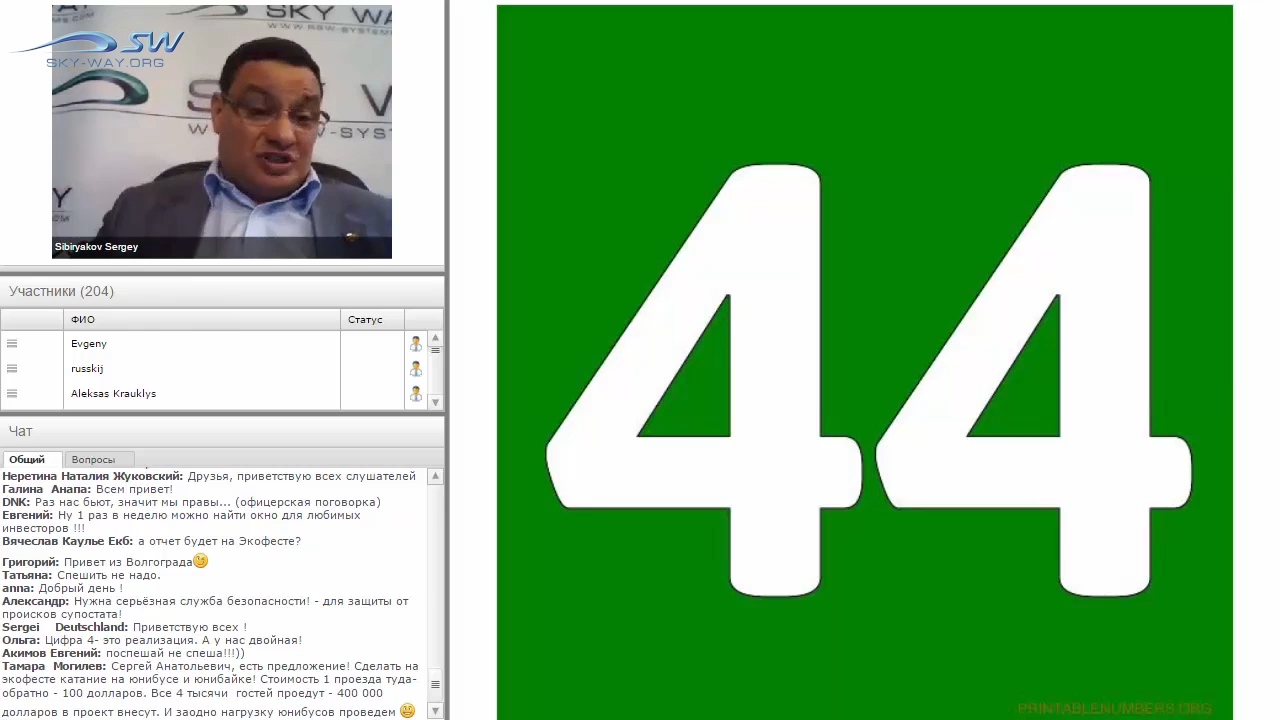 SKY WAY
WWW.RSW-SYSTEMS
SW
SKY-WAY.ORG
Sibiryakov Sergey
Участники (204)
ФИО Статус
Evgeny
russkij
Aleksas Krauklys
Чат
Общий Вопросы
Неретина Наталия Жуковский: Друзья, приветствую всех слушателей
Галина Анапа: Всем привет!
DNK: Раз нас бьют, значит мы правы... (офицерская поговорка)
Евгений: Ну 1 раз в неделю можно найти окно для любимых
инвесторов !!!
Вячеслав Каулье Екб: а отчет будет на Экофесте?
Григорий: Привет из Волгограда
Татьяна: Спешить не надо.
anna: Добрый день !
Александр: Нужна серьёзная служба безопасности! - для защиты от
происков супостата!
Sergei Deutschland: Приветствую всех !
Ольга: Цифра 4- это реализация. А у нас двойная!
Акимов Евгений: поспешай не спеша!!!))
Тамара Могилев: Сергей Анатольевич, есть предложение! Сделать на
экофесте катание на юнибусе и юнибайке! Стоимость 1 проезда туда-
обратно - 100 долларов. Все 4 тысячи гостей проедут - 400 000
долларов в проект внесут. И заодно нагрузку юнибусов проведем
44
PRINTABLENUMBERS.ORG